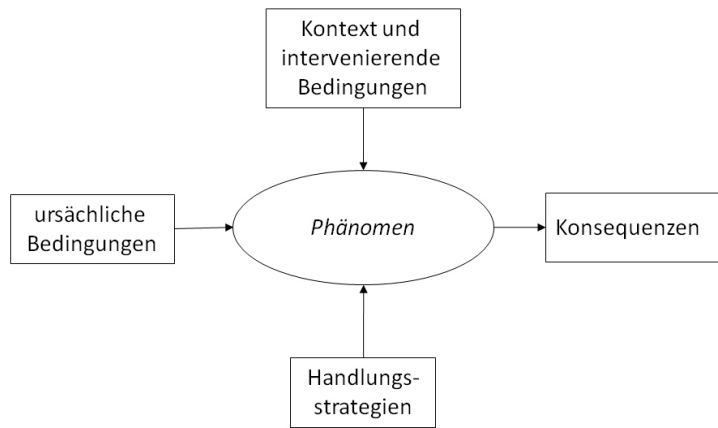 Kontext und
intervenierende
Bedingungen
ursächliche
Bedingungen
Phänomen
Konsequenzen
Handlungs-
strategien